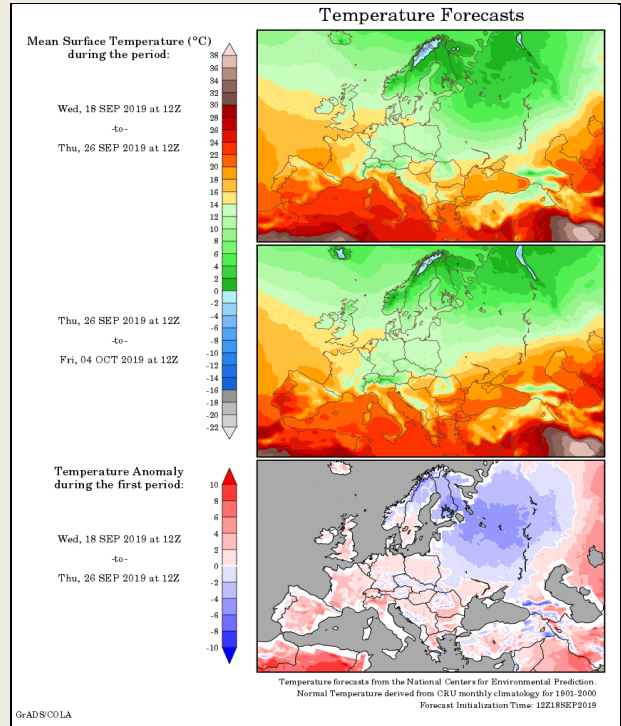 Temperature Forecasts
Mean Surface Temperature (°C)
during the period:
Wed, 18 SEP 2019 at 12Z
-to-
Thu, 26 SEP 2019 at 12Z
38
36
34
32
30
28
26
24
22
20
18
16
14
12
10
8
6
4
2
0
-2
-4
-6
-8
-10
-12
-14
-16
-18
-20
-22
Thu, 26 SEP 2019 at 12Z
-to-
Fri, 04 OCT 2019 at 12Z
Temperature Anomaly
during the first period:
Wed, 18 SEP 2019 at 12Z
-to-
Thu, 26 SEP 2019 at 12Z
10
8
6
4
2
0
-2
-4
-6
-8
-10
Temperature forecasts from the National Centers for Environmental Prediction.
Normal Temperature derived from CRU monthly climatology for 1901-2000
Forecast Initialization Time: 12Z18SEP2019
GrADS/COLA